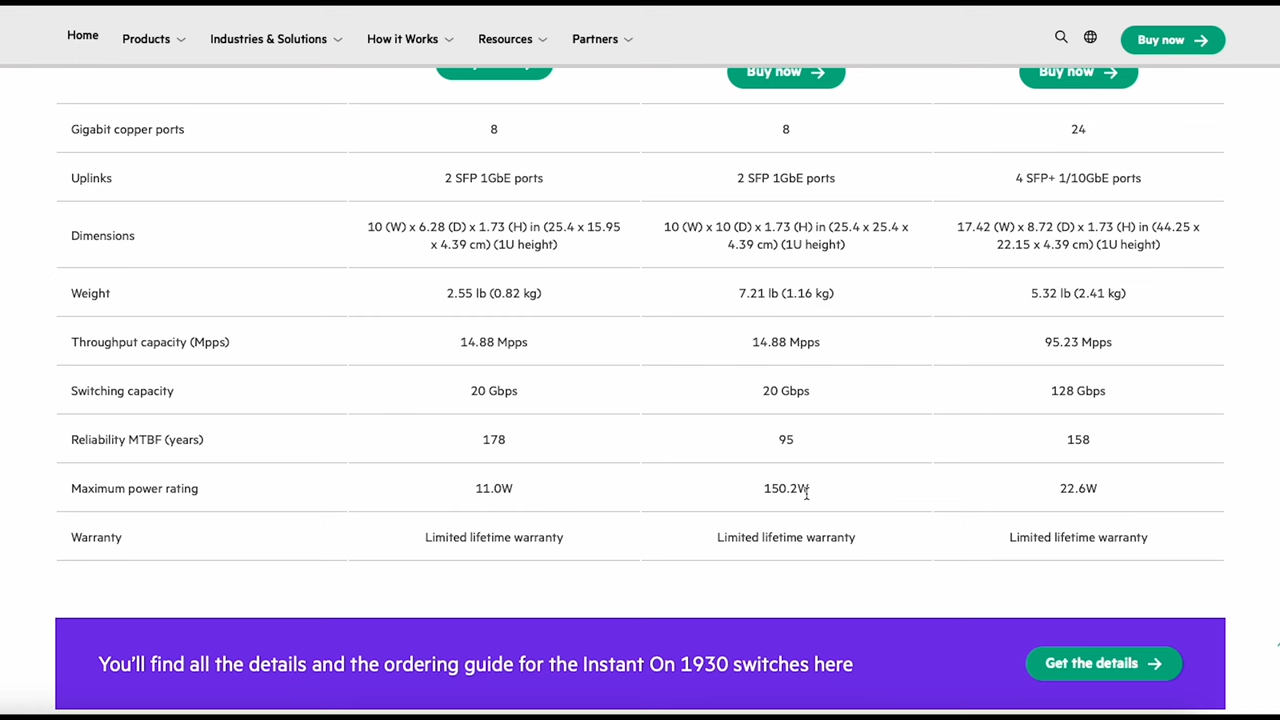 Home Products Industries & Solutions How it Works Resources Partners Buy now
Buy now Buy now
Gigabit copper ports 8 8 24
Uplinks 2 SFP 1GbE ports 2 SFP 1GbE ports 4 SFP+ 1/10GbE ports
Dimensions
10 (W) x 6.28 (D) x 1.73 (H) in (25.4 x 15.95
x 4.39 cm) (1U height)
10 (W) x 10 (D) x 1.73 (H) in (25.4 x 25.4 x
4.39 cm) (1U height)
17.42 (W) x 8.72 (D) x 1.73 (H) in (44.25 x
22.15 x 4.39 cm) (1U height)
Weight 2.55 lb (0.82 kg) 7.21 lb (1.16 kg) 5.32 lb (2.41 kg)
Throughput capacity (Mpps) 14.88 Mpps 14.88 Mpps 95.23 Mpps
Switching capacity 20 Gbps 20 Gbps 128 Gbps
Reliability MTBF (years) 178 95 158
Maximum power rating 11.0W 150.2W 22.6W
Warranty Limited lifetime warranty Limited lifetime warranty Limited lifetime warranty
You'll find all the details and the ordering guide for the Instant On 1930 switches here Get the details